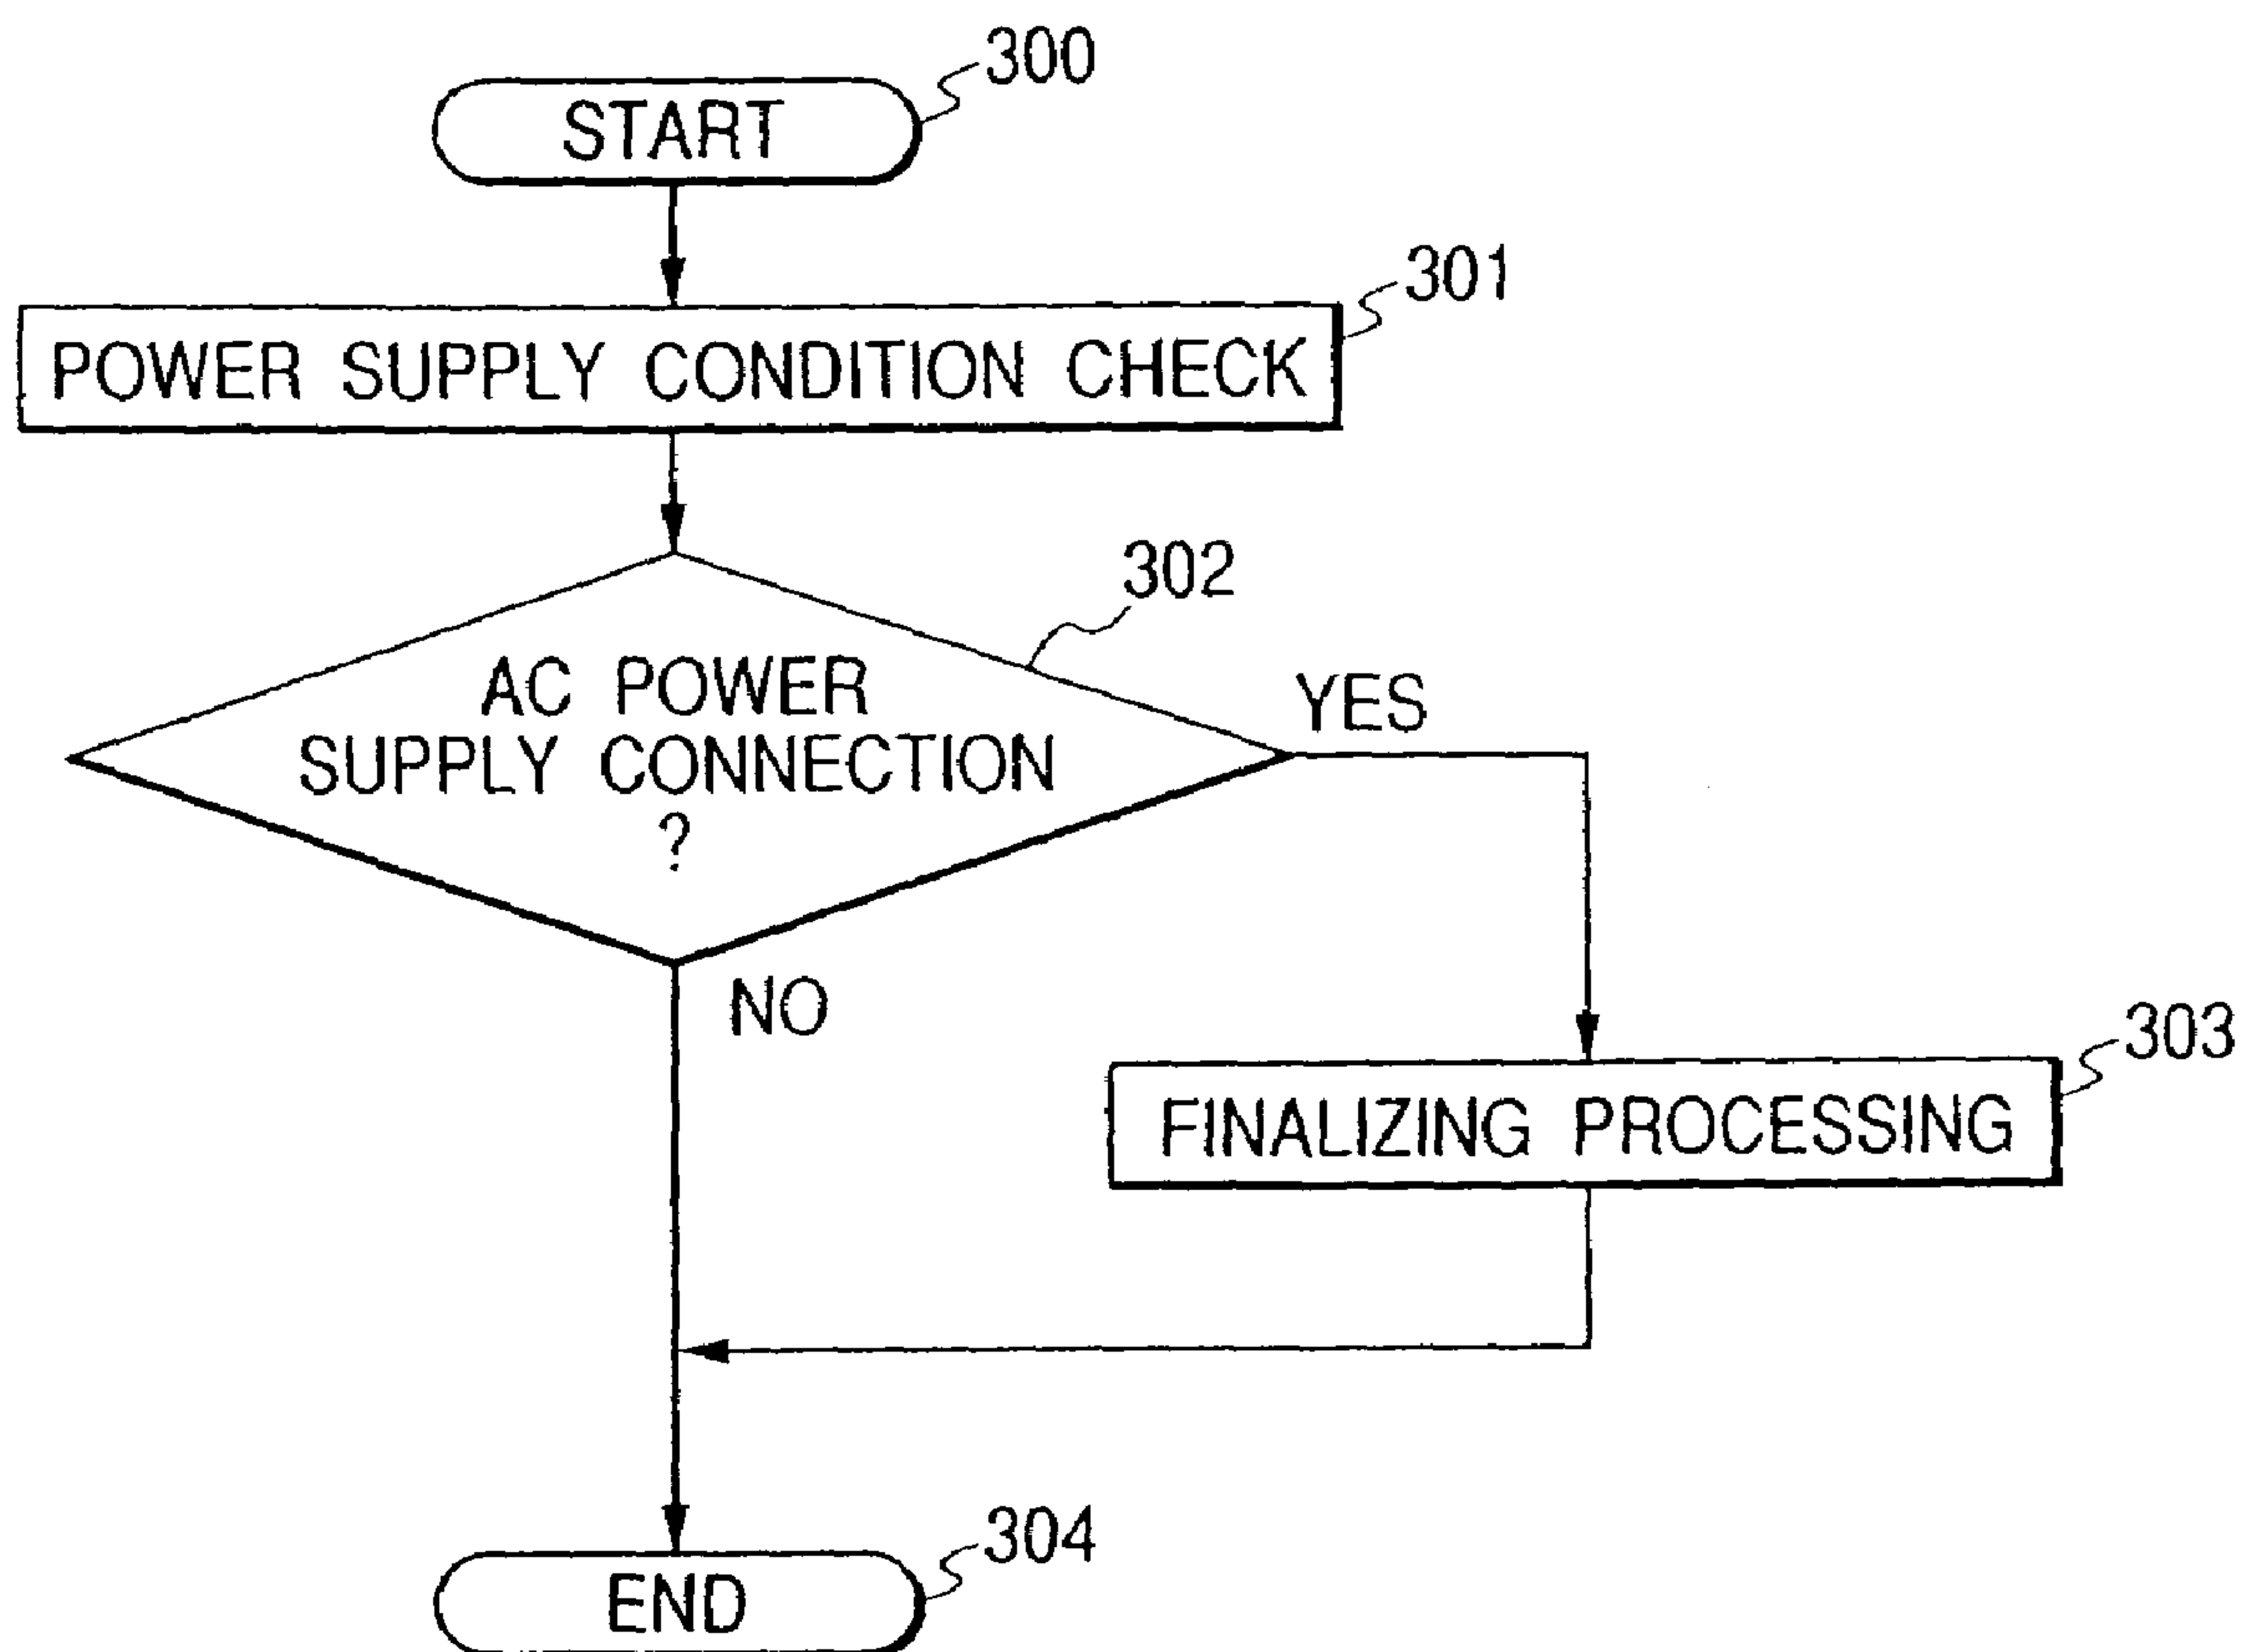 300
START
301
POWER SUPPLY CONDITION CHECK
302
AC POWER
SUPPLY CONNECTION
?
YES
NO
303
FINALIZING PROCESSING
304
END